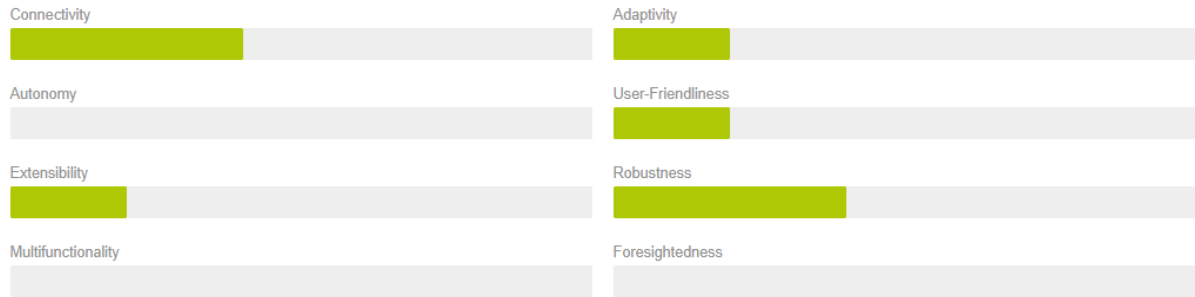 Connectivity
Adaptivity
Autonomy
User-Friendliness
Extensibility
Robustness
Multifunctionality
Foresightedness